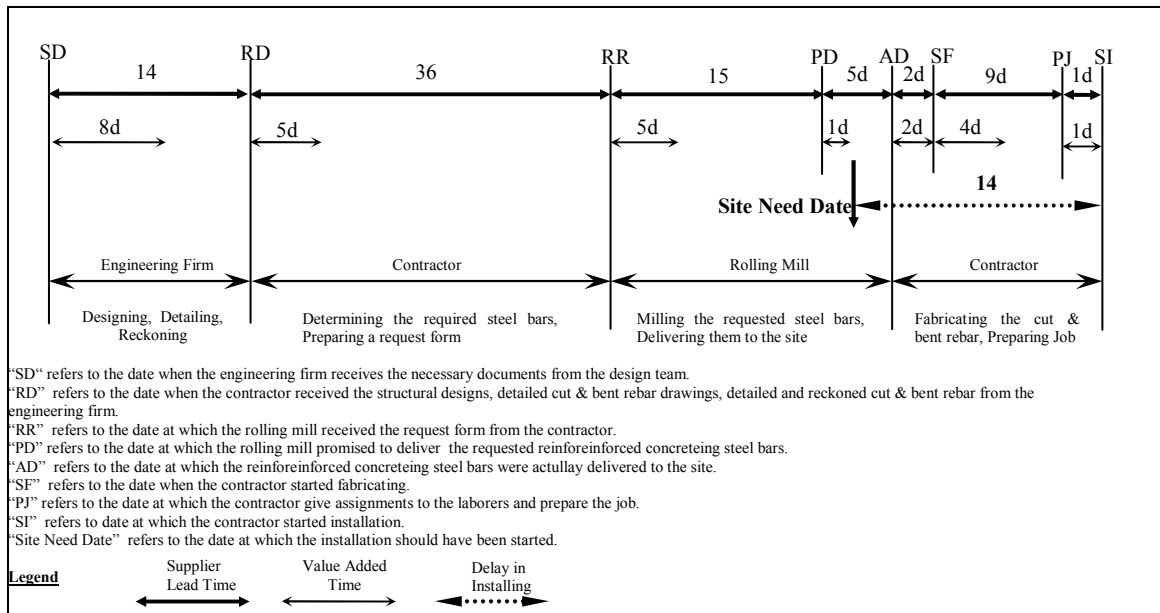 SD RD RR PD AD SF PJ SI
14 36 15 5d 2d 9d 1d
8d 5d 5d 1d 2d 4d 1d
14
Site Need Date
Engineering Firm Contractor Rolling Mill Contractor
Designing, Detailing, Determining the required steel bars, Milling the requested steel bars, Fabricating the cut &
Reckoning Preparing a request form Delivering them to the site bent rebar, Preparing Job
“SD“ refers to the date when the engineering firm receives the necessary documents from the design team.
“RD” refers to the date when the contractor received the structural designs, detailed cut & bent rebar drawings, detailed and reckoned cut & bent rebar from the
engineering firm.
“RR” refers to the date at which the rolling mill received the request form from the contractor.
“PD” refers to the date at which the rolling mill promised to deliver the requested reinforeinforced concreteing steel bars.
“AD” refers to the date at which the reinforeinforced concreteing steel bars were actullay delivered to the site.
“SF” refers to the date when the contractor started fabricating.
“PJ” refers to the date at which the contractor give assignments to the laborers and prepare the job.
“SI” refers to date at which the contractor started installation.
“Site Need Date” refers to the date at which the installation should have been started.
Legend
Supplier Value Added Delay in
Lead Time Time Installing